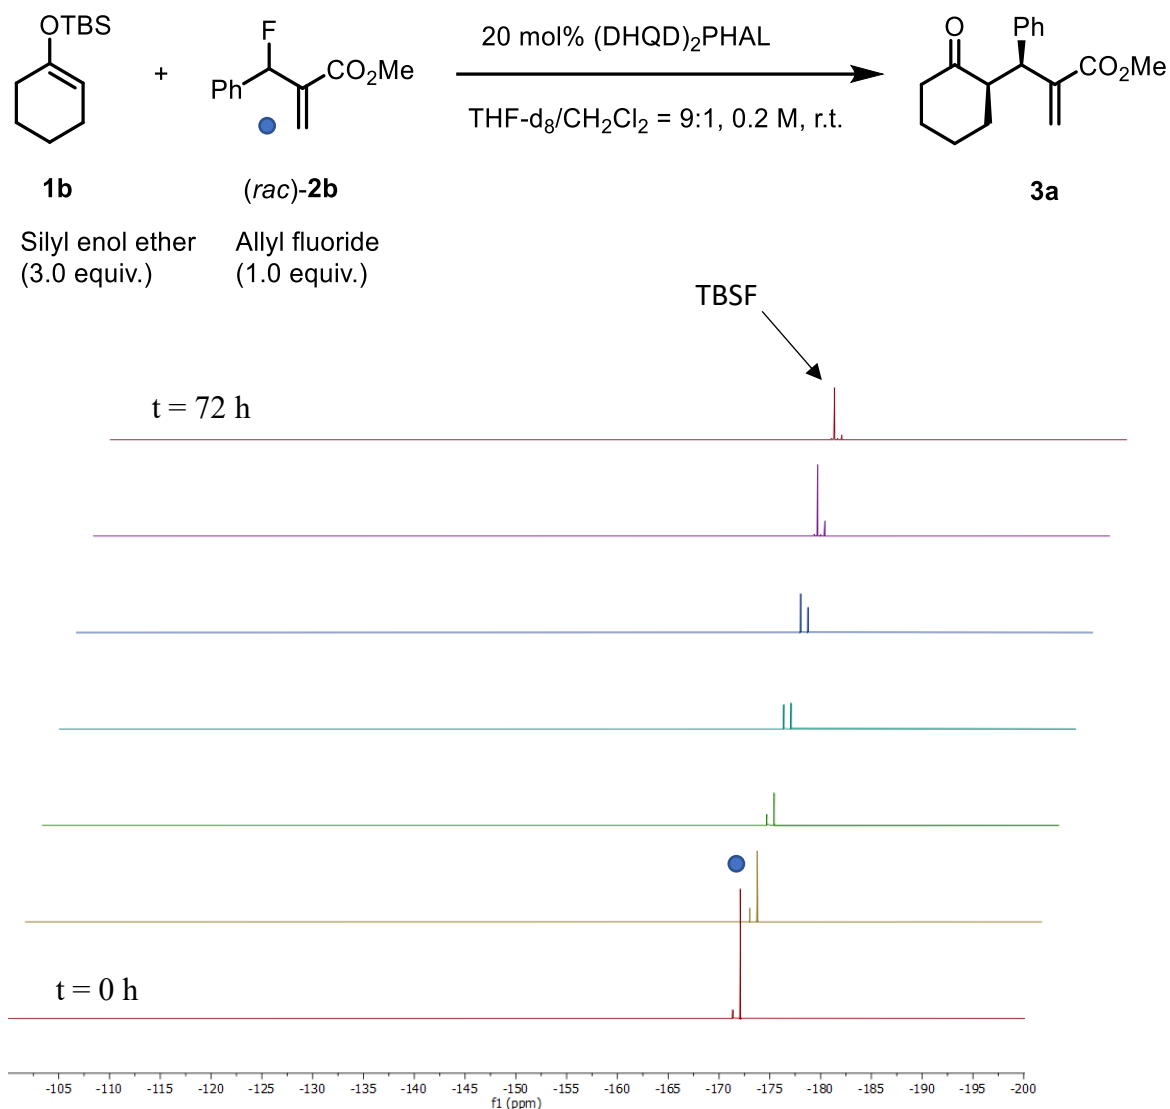 OTBS
+
F
Ph
CO2Me
20 mol% (DHQD)2PHAL
THF-d8/CH2Cl2 = 9:1, 0.2 M, r.t.
O
Ph
CO2Me
1b
(rac)-2b
3a
Silyl enol ether
(3.0 equiv.)
Allyl fluoride
(1.0 equiv.)
TBSF
t = 72 h
t = 0 h
-105 -110 -115 -120 -125 -130 -135 -140 -145 -150 -155 -160 -165 -170 -175 -180 -185 -190 -195 -200
f1 (ppm)